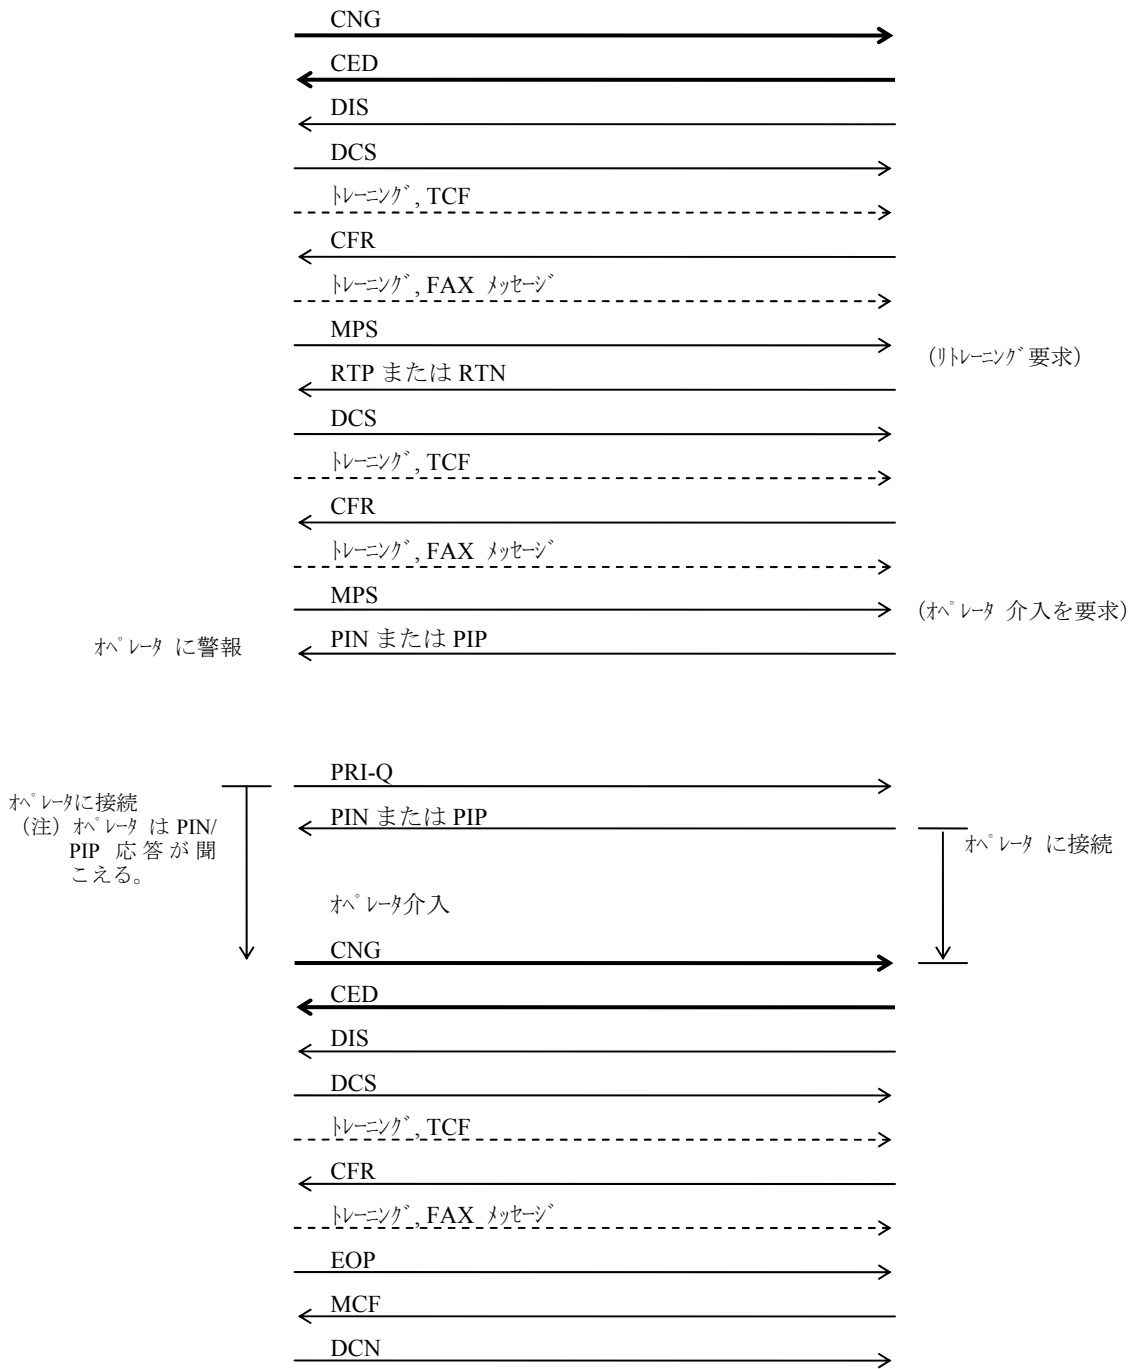 CNG
CED
DIS
DCS
ﾄﾚｰﾆﾝｸﾞ, TCF
CFR
ﾄﾚｰﾆﾝｸﾞ, FAX ﾒｯｾｰｼﾞ
MPS
(ﾘﾄﾚｰﾆﾝｸﾞ要求)
RTP または RTN
DCS
ﾄﾚｰﾆﾝｸﾞ, TCF
CFR
ﾄﾚｰﾆﾝｸﾞ, FAX ﾒｯｾｰｼﾞ
MPS
(ｵﾍﾟﾚｰﾀ 介入を要求)
ｵﾍﾟﾚｰﾀ に警報
PIN または PIP
PRI-Q
ｵﾍﾟﾚｰﾀに接続
(注) ｵﾍﾟﾚｰﾀ は PIN/
PIP 応答が聞
こえる。
PIN または PIP
ｵﾍﾟﾚｰﾀ に接続
ｵﾍﾟﾚｰﾀ介入
CNG
CED
DIS
DCS
ﾄﾚｰﾆﾝｸﾞ, TCF
CFR
ﾄﾚｰﾆﾝｸﾞ, FAX ﾒｯｾｰｼﾞ
EOP
MCF
DCN